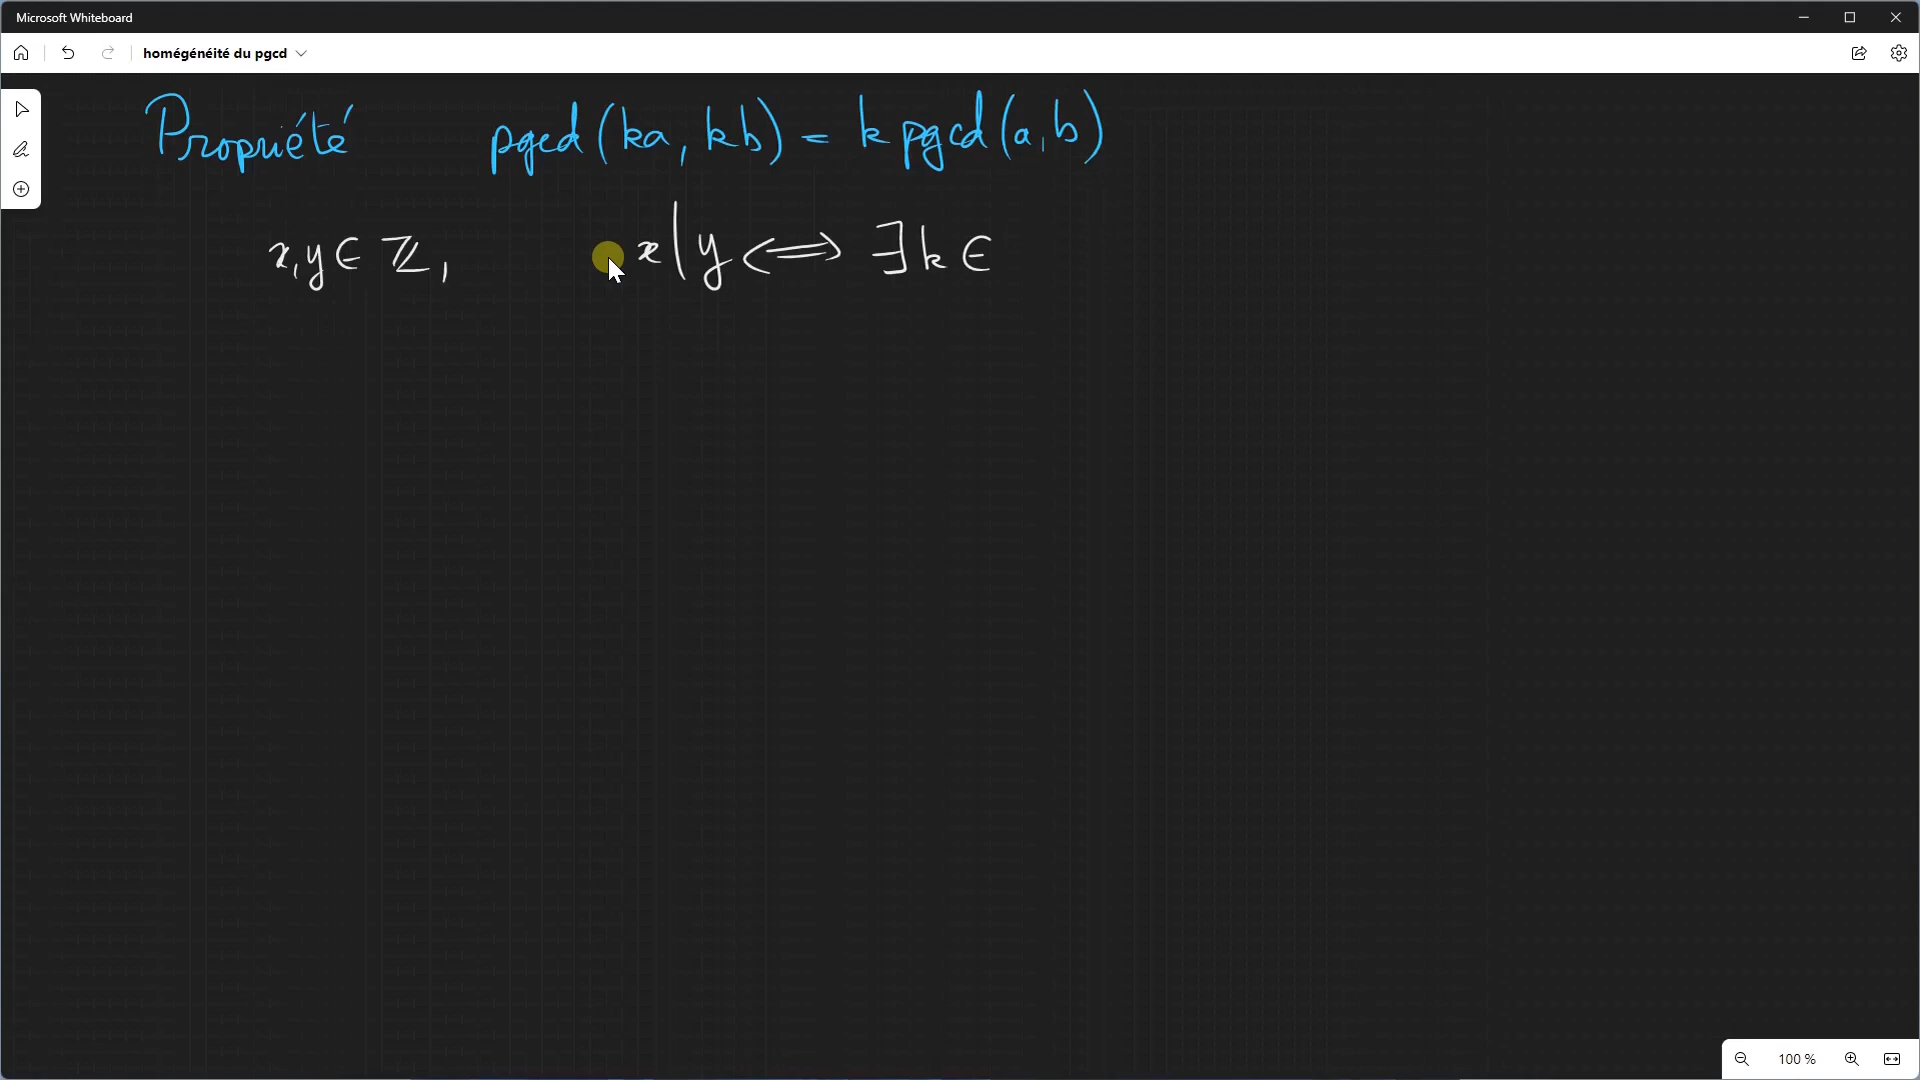 Microsoft Whiteboard
homégénéité du pgcd
Propriété pgcd(ka, kb) = k pgcd(a,b)
x,y ∈ ℤ, x | y ⟺ ∃ k ∈
100 %